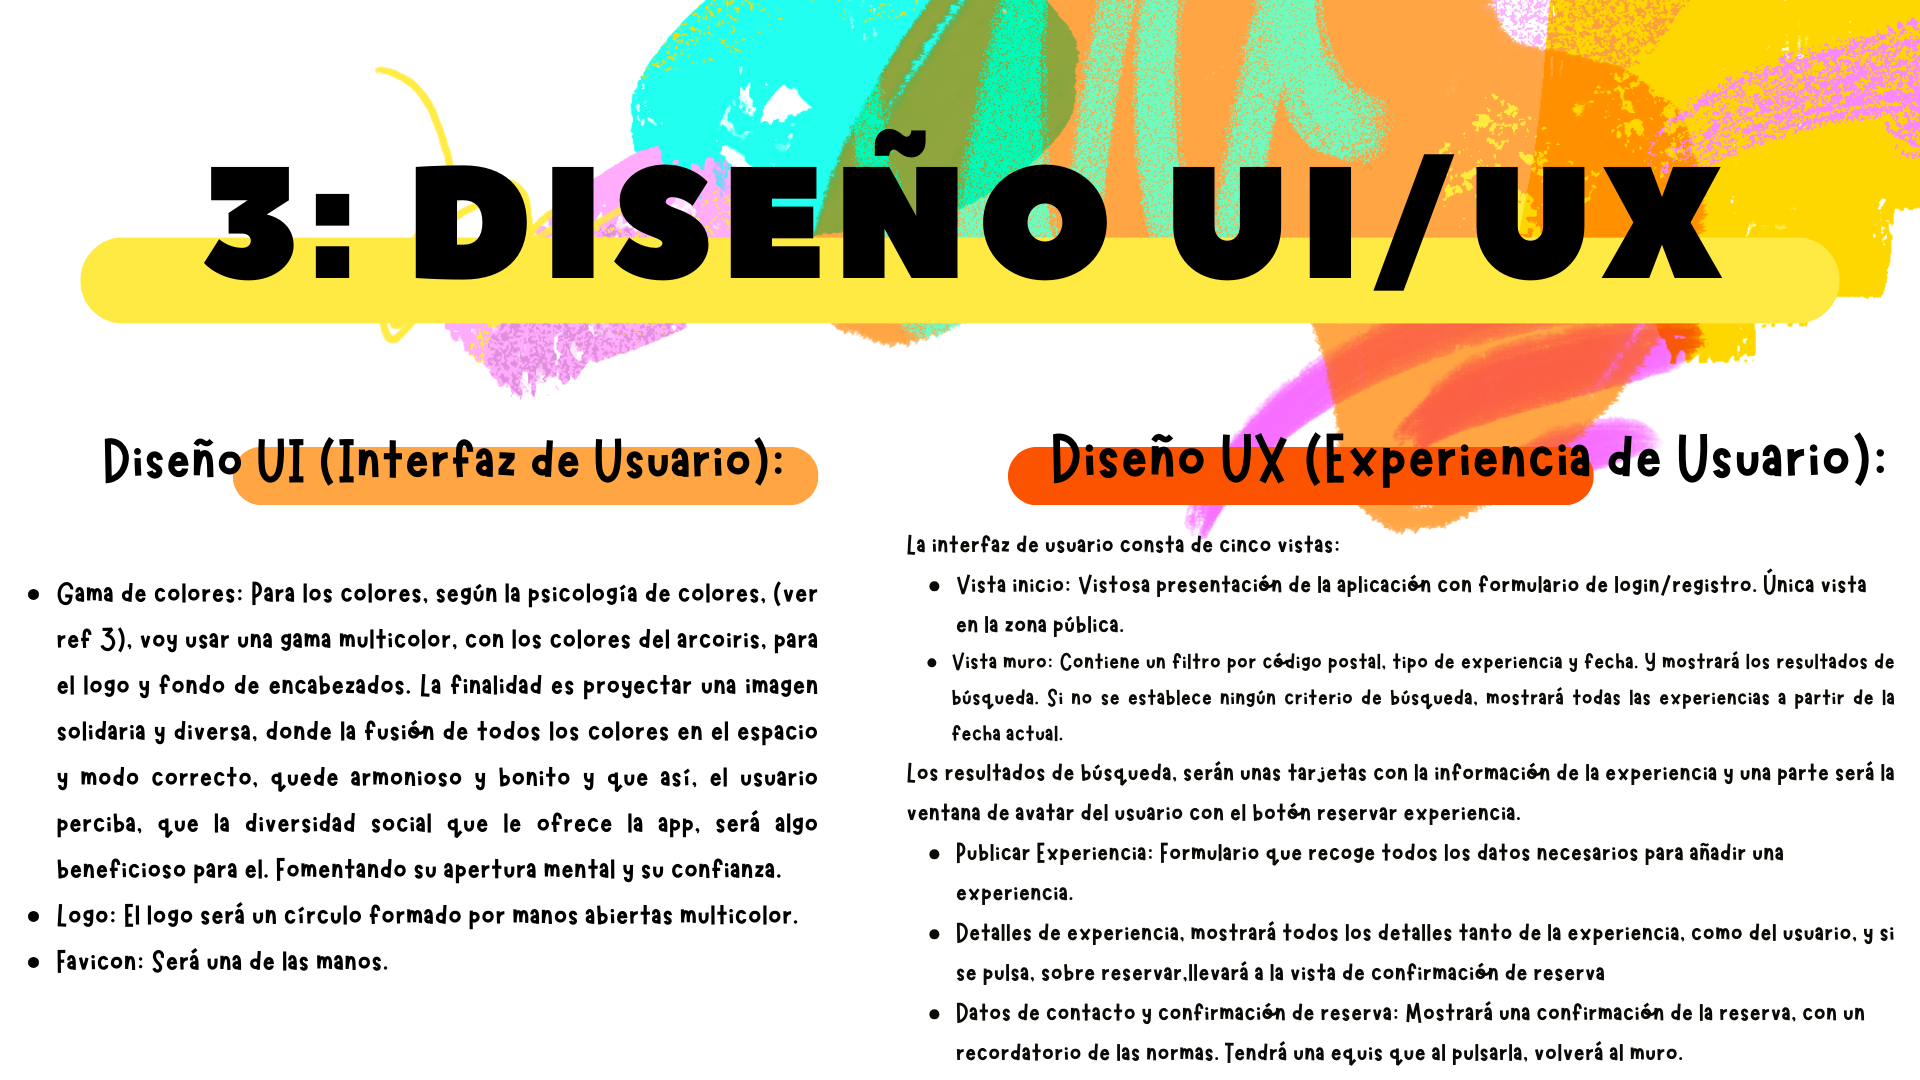 3: DISEÑO UI/UX
Diseño UI (Interfaz de Usuario):
• Gama de colores: Para los colores, según la psicología de colores, (ver
ref 3), voy usar una gama multicolor, con los colores del arcoiris, para
el logo y fondo de encabezados. La finalidad es proyectar una imagen
solidaria y diversa, donde la fusión de todos los colores en el espacio
y modo correcto, quede armonioso y bonito y que así, el usuario
perciba, que la diversidad social que le ofrece la app, será algo
beneficioso para el. Fomentando su apertura mental y su confianza.
• Logo: El logo será un círculo formado por manos abiertas multicolor.
• Favicon: Será una de las manos.
Diseño UX (Experiencia de Usuario):
La interfaz de usuario consta de cinco vistas:
• Vista inicio: Vistosa presentación de la aplicación con formulario de login/registro. Única vista
en la zona pública.
• Vista muro: Contiene un filtro por código postal, tipo de experiencia y fecha. Y mostrará los resultados de
búsqueda. Si no se establece ningún criterio de búsqueda, mostrará todas las experiencias a partir de la
fecha actual.
Los resultados de búsqueda, serán unas tarjetas con la información de la experiencia y una parte será la
ventana de avatar del usuario con el botón reservar experiencia.
• Publicar Experiencia: Formulario que recoge todos los datos necesarios para añadir una
experiencia.
• Detalles de experiencia, mostrará todos los detalles tanto de la experiencia, como del usuario, y si
se pulsa, sobre reservar,llevará a la vista de confirmación de reserva
• Datos de contacto y confirmación de reserva: Mostrará una confirmación de la reserva, con un
recordatorio de las normas. Tendrá una equis que al pulsarla, volverá al muro.